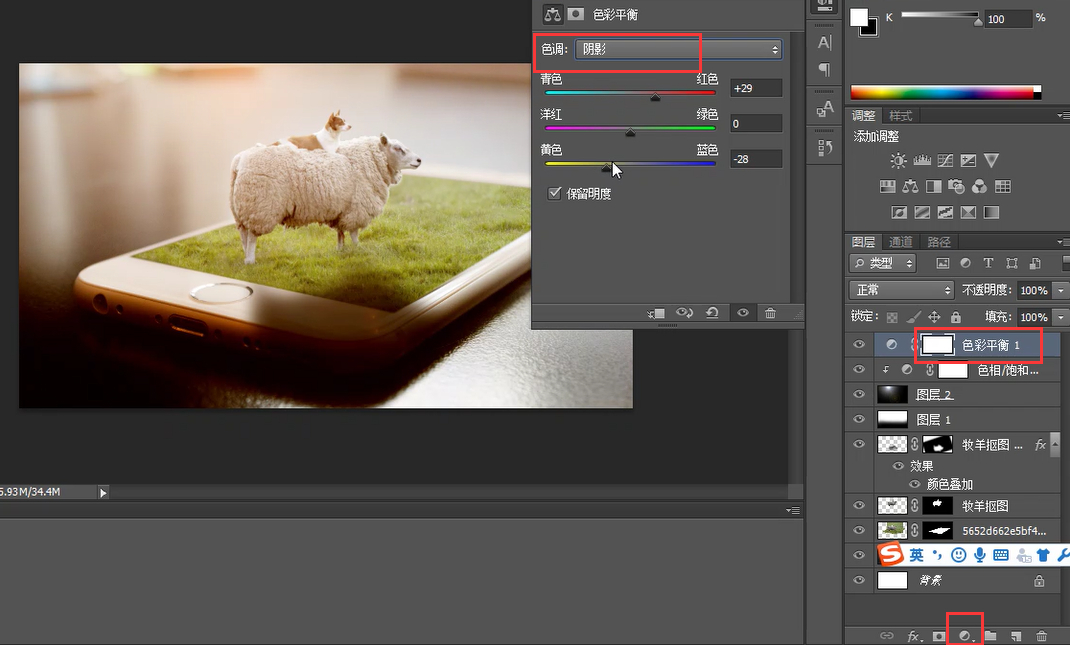 色彩平衡
色调: 阴影
青色 红色 +29
洋红 绿色 0
黄色 蓝色 -28
保留明度
5.93M/34.4M
A|
A
K 100 %
调整 样式
添加调整
图层 通道 路径
类型 T
正常 不透明度: 100%
锁定: 填充: 100%
色彩平衡 1
色相/饱和...
图层 2
图层 1
牧羊抠图 ... fx
效果
颜色叠加
牧羊抠图
5652d662e5bf4...
S 英 15
背景
fx